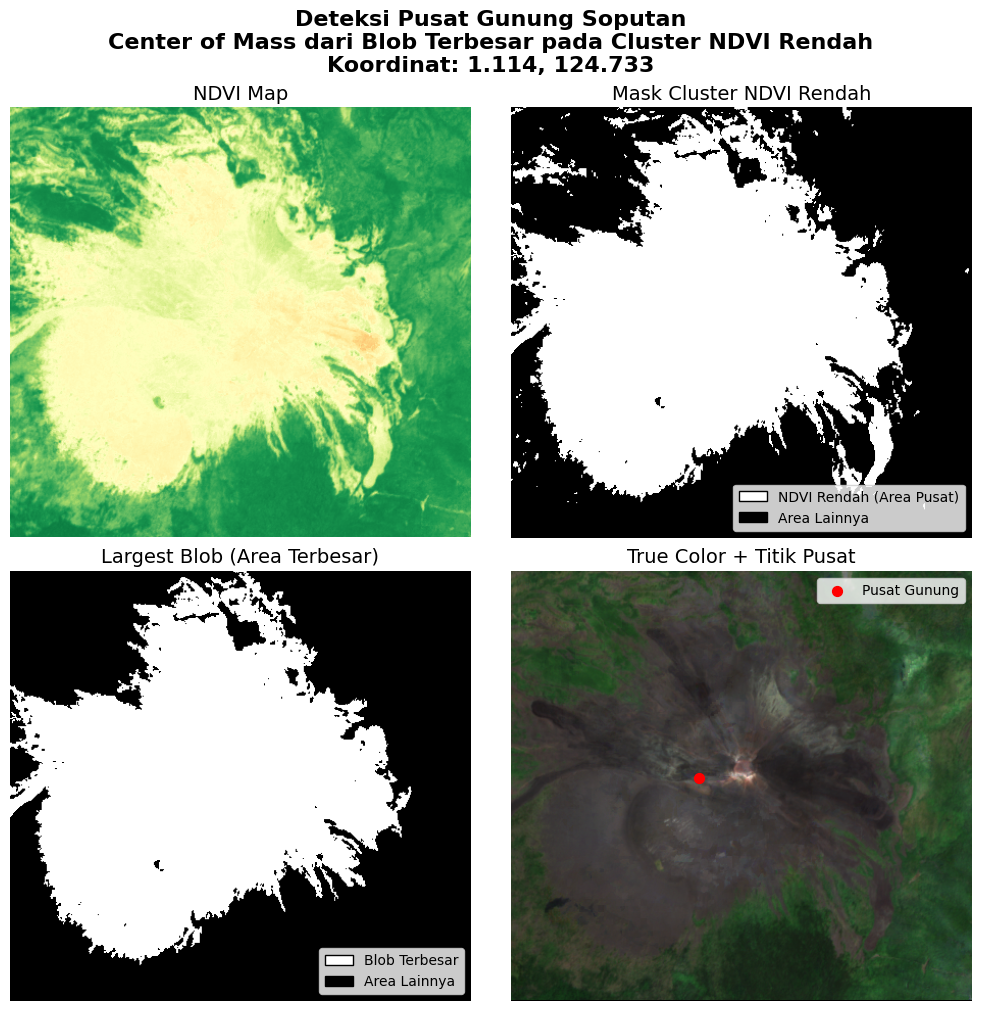 Deteksi Pusat Gunung Soputan
Center of Mass dari Blob Terbesar pada Cluster NDVI Rendah
Koordinat: 1.114, 124.733
NDVI Map
Mask Cluster NDVI Rendah
NDVI Rendah (Area Pusat)
Area Lainnya
Largest Blob (Area Terbesar)
True Color + Titik Pusat
Pusat Gunung
Blob Terbesar
Area Lainnya